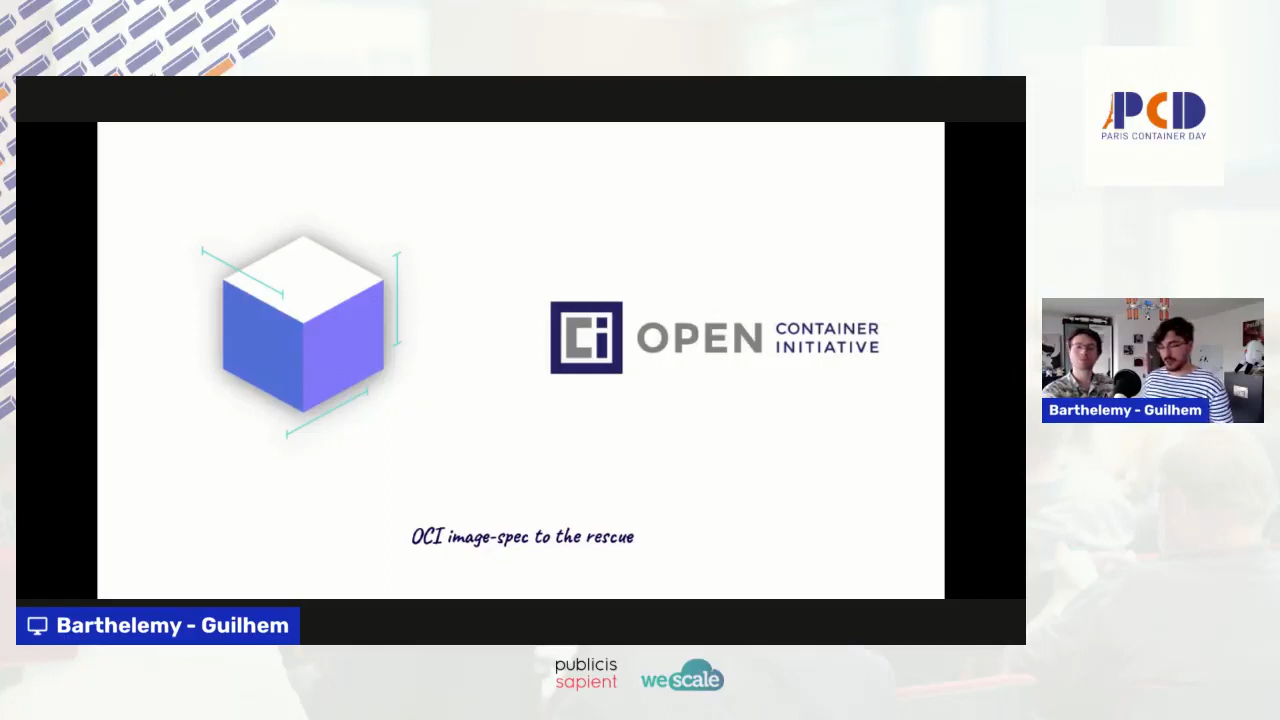 PCD
PARIS CONTAINER DAY
Ci OPEN CONTAINER
INITIATIVE
OCI image-spec to the rescue
Barthelemy - Guilhem
Barthelemy - Guilhem
publicis
sapient
wescale